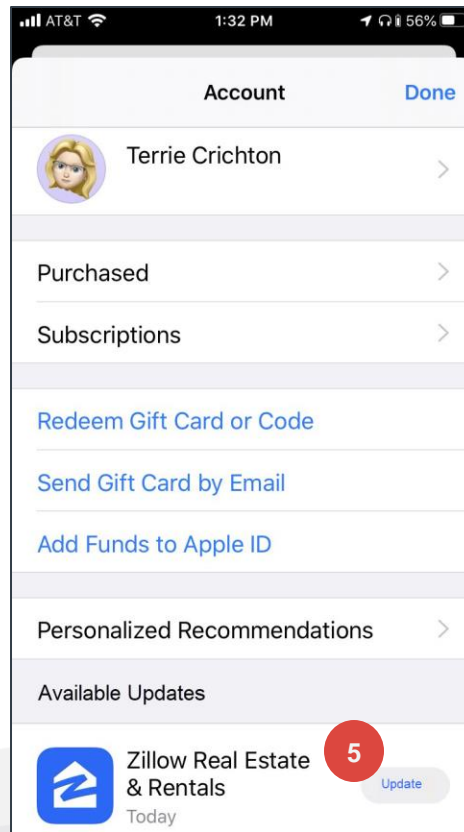 AT&T 1:32 PM 56%
Account Done
Terrie Crichton
Purchased
Subscriptions
Redeem Gift Card or Code
Send Gift Card by Email
Add Funds to Apple ID
Personalized Recommendations
Available Updates
Zillow Real Estate
& Rentals
Today
5
Update